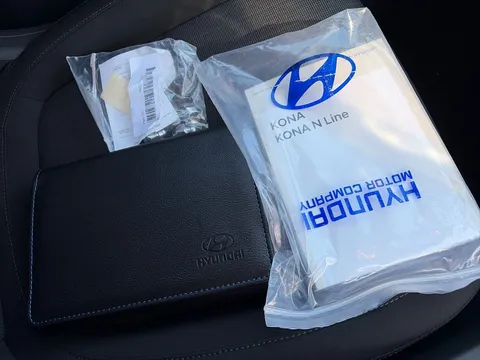 KONA
KONA N Line
HYUNDAI
MOTOR COMPANY
HYUNDAI